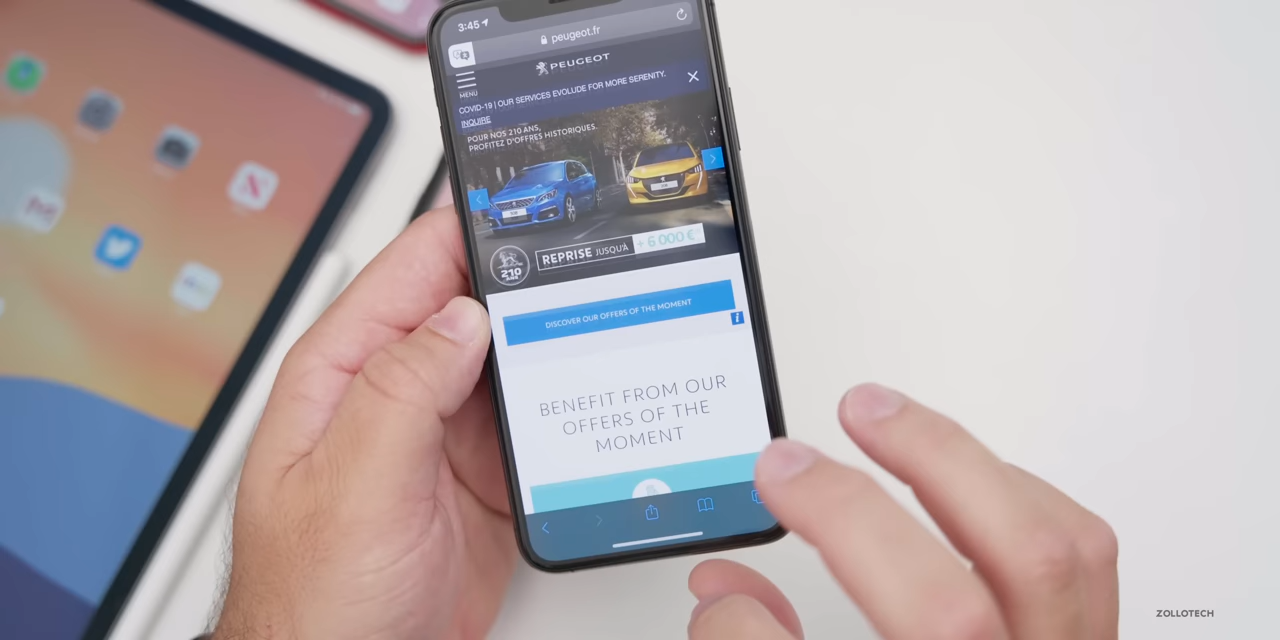 3:45
peugeot.fr
PEUGEOT
MENU
COVID-19 | OUR SERVICES EVOLUDE FOR MORE SERENITY.
INQUIRE
POUR NOS 210 ANS,
PROFITEZ D'OFFRES HISTORIQUES.
210
ANS
REPRISE JUSQU'À + 6 000 €
DISCOVER OUR OFFERS OF THE MOMENT
i
BENEFIT FROM OUR
OFFERS OF THE
MOMENT
ZOLLOTECH